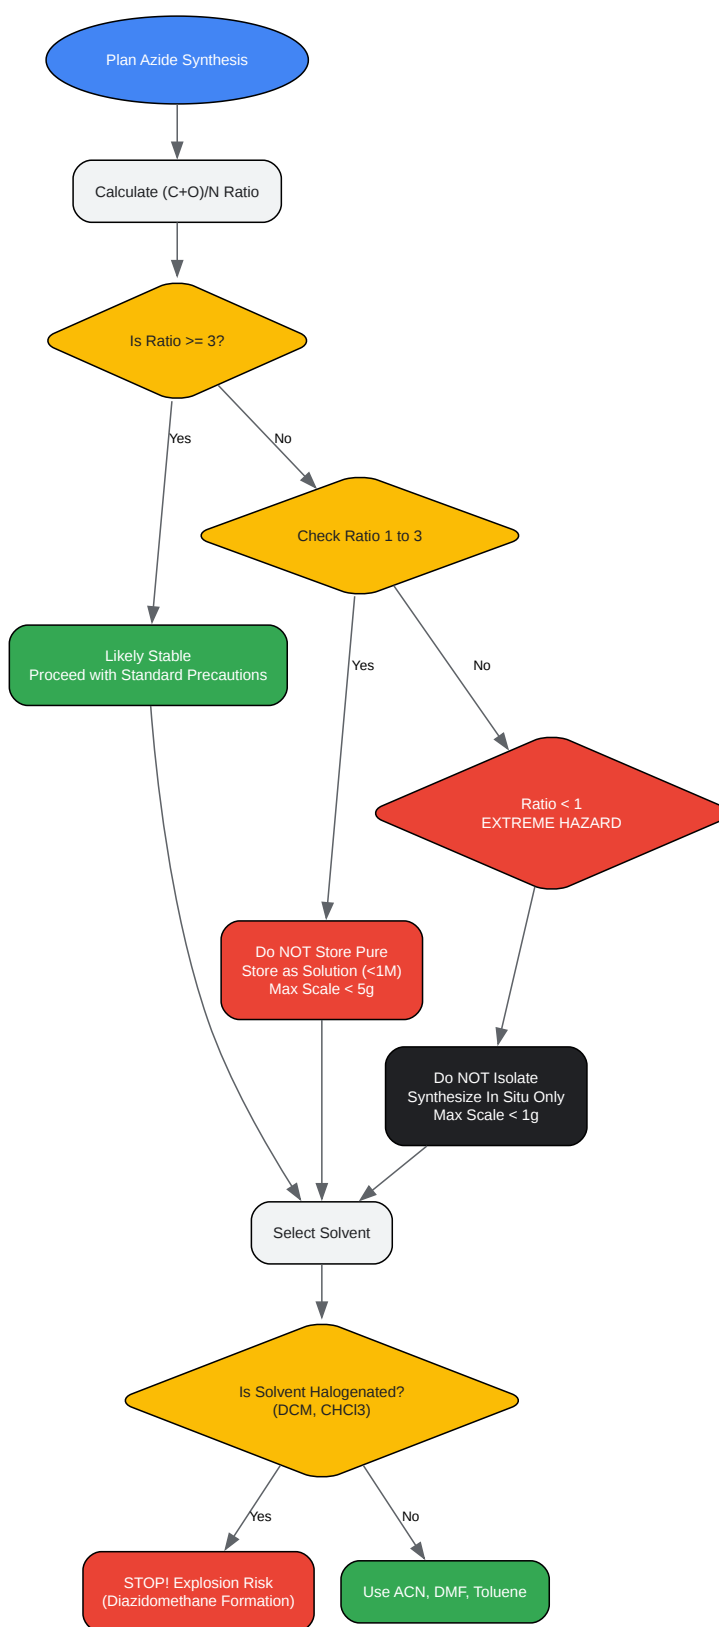 Plan Azide Synthesis
Calculate (C+O)/N Ratio
Is Ratio >= 3?
Yes
No
Check Ratio 1 to 3
Likely Stable
Proceed with Standard Precautions
Yes
No
Ratio < 1
EXTREME HAZARD
Do NOT Store Pure
Store as Solution (<1M)
Max Scale < 5g
Do NOT Isolate
Synthesize In Situ Only
Max Scale < 1g
Select Solvent
Is Solvent Halogenated?
(DCM, CHCl3)
Yes
No
STOP! Explosion Risk
(Diazidomethane Formation)
Use ACN, DMF, Toluene